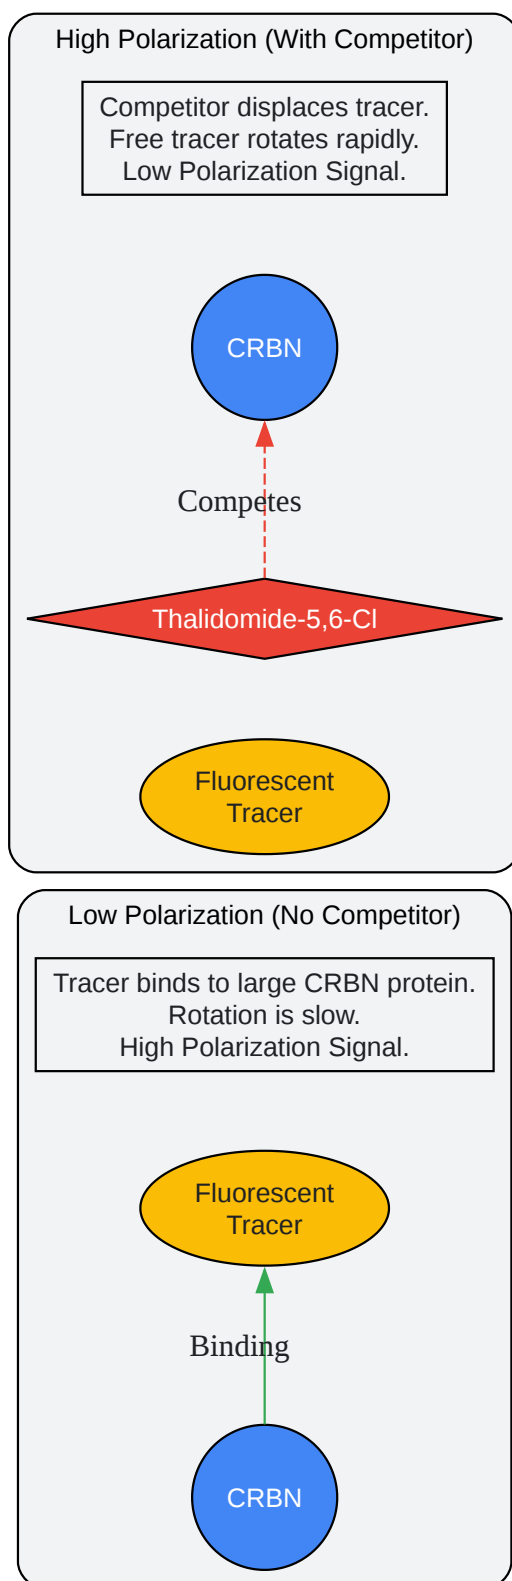 High Polarization (With Competitor)
Competitor displaces tracer.
Free tracer rotates rapidly.
Low Polarization Signal.
CRBN
Competes
Thalidomide-5,6-Cl
Fluorescent
Tracer
Low Polarization (No Competitor)
Tracer binds to large CRBN protein.
Rotation is slow.
High Polarization Signal.
Fluorescent
Tracer
Binding
CRBN